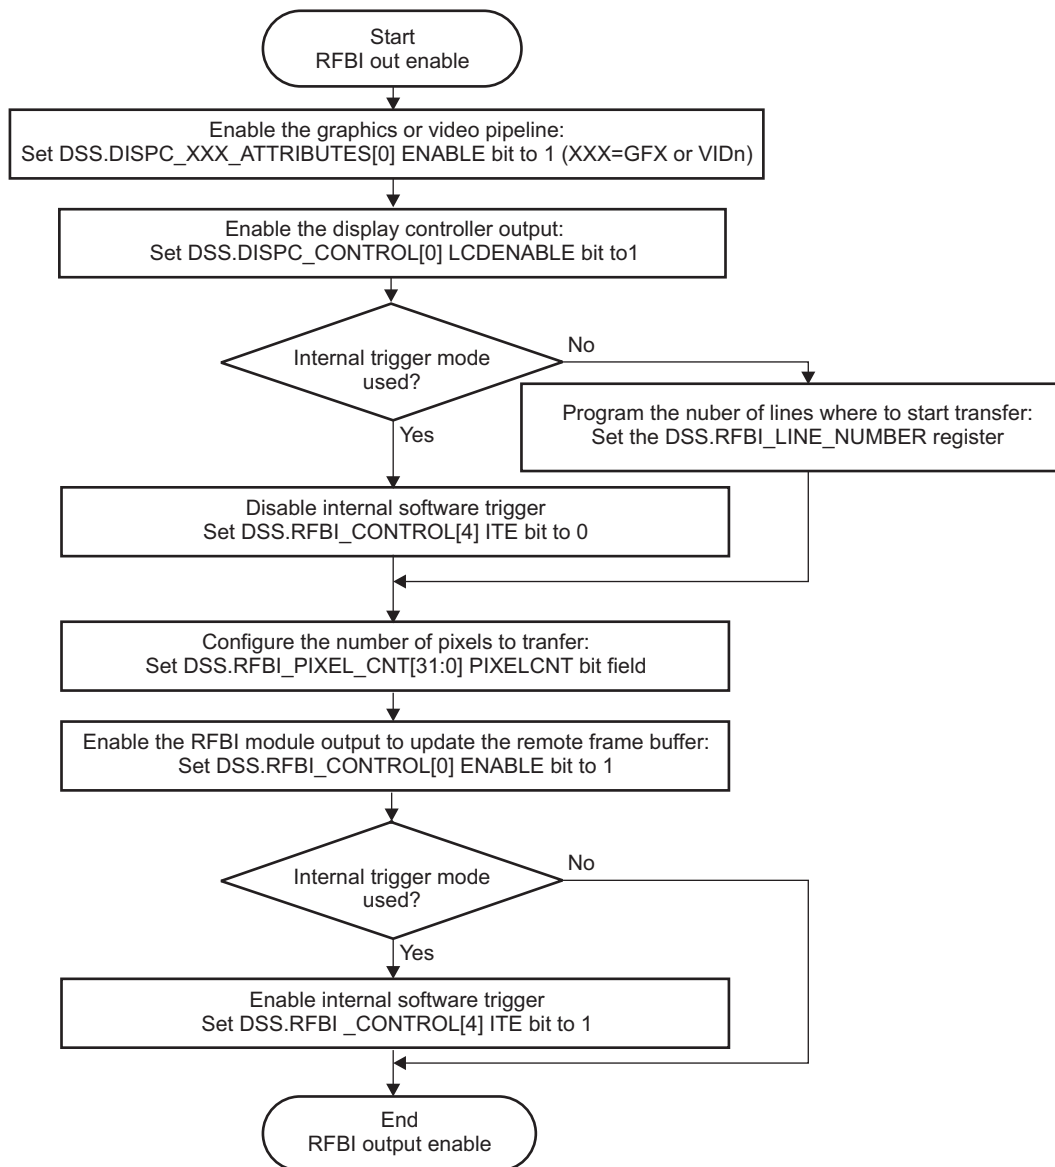 Start
RFBI out enable
Enable the graphics or video pipeline:
Set DSS.DISPC_XXX_ATTRIBUTES[0] ENABLE bit to 1 (XXX=GFX or VIDn)
Enable the display controller output:
Set DSS.DISPC_CONTROL[0] LCDENABLE bit to1
Internal trigger mode
used?
No
Program the nuber of lines where to start transfer:
Set the DSS.RFBI_LINE_NUMBER register
Yes
Disable internal software trigger
Set DSS.RFBI_CONTROL[4] ITE bit to 0
Configure the number of pixels to tranfer:
Set DSS.RFBI_PIXEL_CNT[31:0] PIXELCNT bit field
Enable the RFBI module output to update the remote frame buffer:
Set DSS.RFBI_CONTROL[0] ENABLE bit to 1
Internal trigger mode
used?
No
Yes
Enable internal software trigger
Set DSS.RFBI _CONTROL[4] ITE bit to 1
End
RFBI output enable